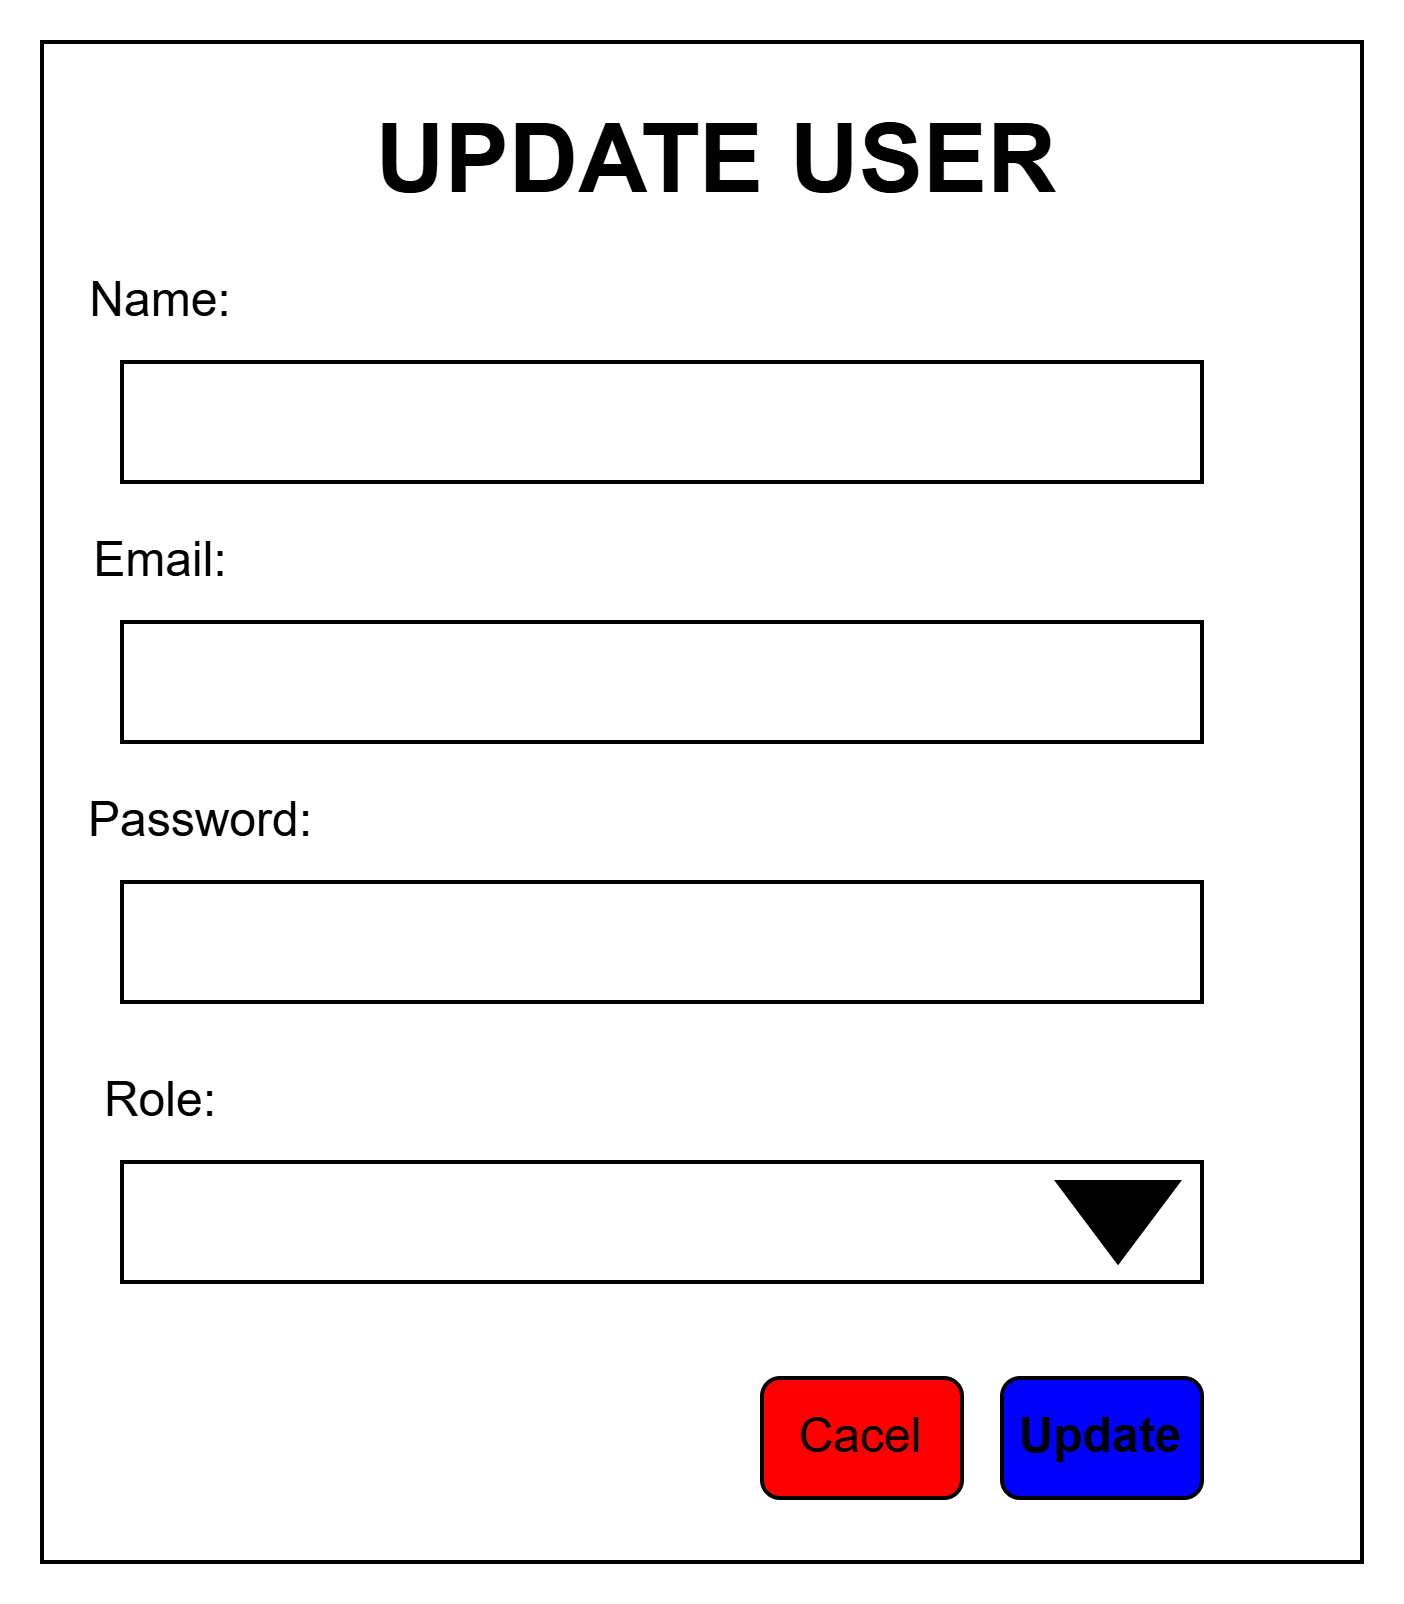 UPDATE USER
Name:
Email:
Password:
Role:
Cacel
Update